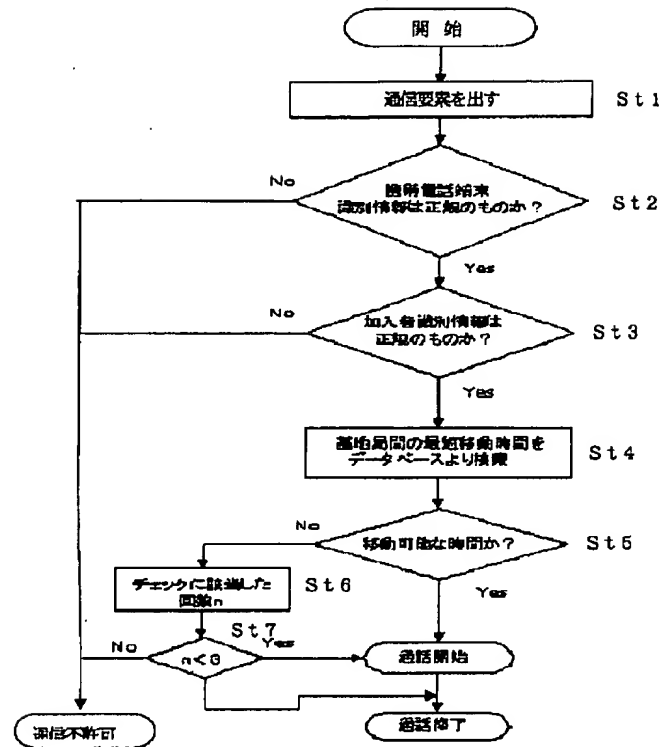 開 始
通信要素を出す
St1
No
携帯電話端末
識別情報は正規のものか？
St2
Yes
No
加入者識別情報は
正規のものか？
St3
Yes
基地局間の最短移動時間を
データベースより検索
St4
No
移動可能な時間か？
St5
チェックに該当した
回数n
St6
Yes
St7
No
Yes
通話開始
通信不許可
通話終了